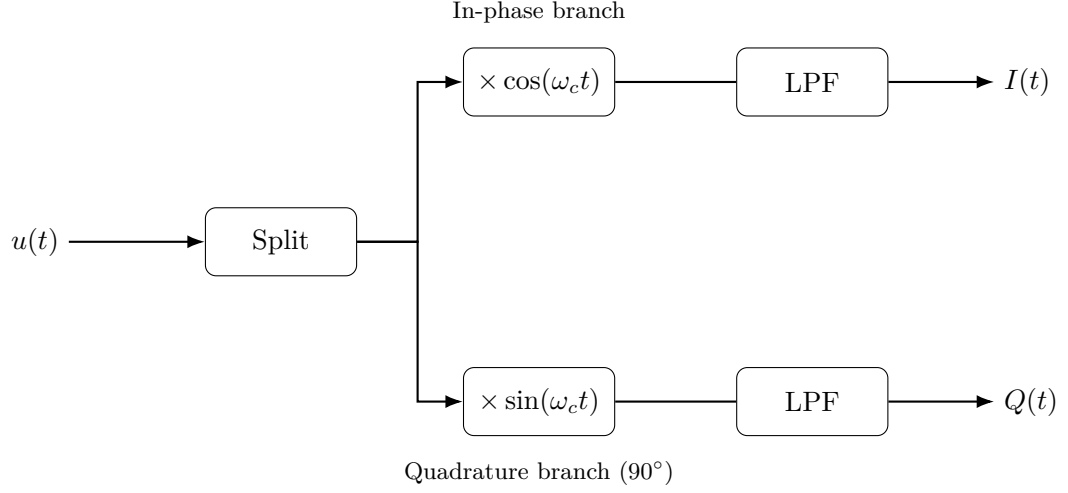 In-phase branch
× cos(ω_c t)
LPF
I(t)
u(t)
Split
× sin(ω_c t)
LPF
Q(t)
Quadrature branch (90°)